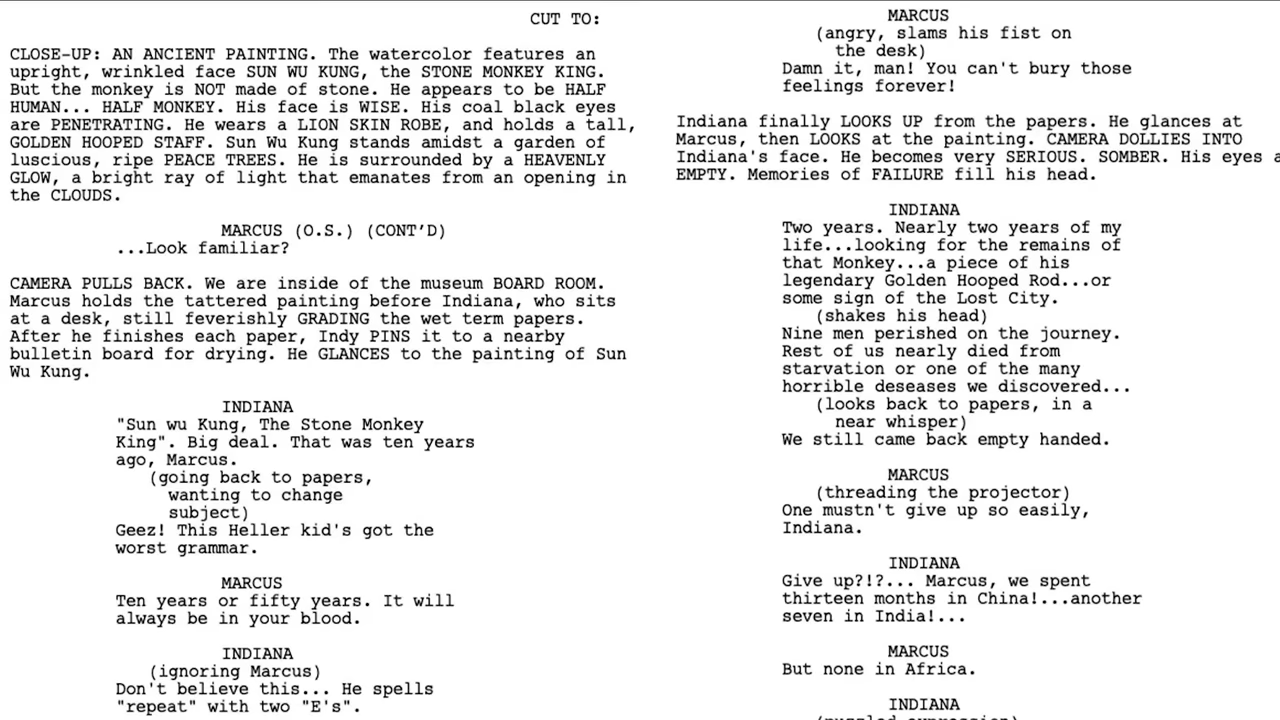 CUT TO:
CLOSE-UP: AN ANCIENT PAINTING. The watercolor features an
upright, wrinkled face SUN WU KUNG, the STONE MONKEY KING.
But the monkey is NOT made of stone. He appears to be HALF
HUMAN... HALF MONKEY. His face is WISE. His coal black eyes
are PENETRATING. He wears a LION SKIN ROBE, and holds a tall,
GOLDEN HOOPED STAFF. Sun Wu Kung stands amidst a garden of
luscious, ripe PEACE TREES. He is surrounded by a HEAVENLY
GLOW, a bright ray of light that emanates from an opening in
the CLOUDS.
MARCUS (O.S.) (CONT'D)
...Look familiar?
CAMERA PULLS BACK. We are inside of the museum BOARD ROOM.
Marcus holds the tattered painting before Indiana, who sits
at a desk, still feverishly GRADING the wet term papers.
After he finishes each paper, Indy PINS it to a nearby
bulletin board for drying. He GLANCES to the painting of Sun
Wu Kung.
INDIANA
"Sun wu Kung, The Stone Monkey
King". Big deal. That was ten years
ago, Marcus.
(going back to papers,
wanting to change
subject)
Geez! This Heller kid's got the
worst grammar.
MARCUS
Ten years or fifty years. It will
always be in your blood.
INDIANA
(ignoring Marcus)
Don't believe this... He spells
"repeat" with two "E's".
MARCUS
(angry, slams his fist on
the desk)
Damn it, man! You can't bury those
feelings forever!
Indiana finally LOOKS UP from the papers. He glances at
Marcus, then LOOKS at the painting. CAMERA DOLLIES INTO
Indiana's face. He becomes very SERIOUS. SOMBER. His eyes
EMPTY. Memories of FAILURE fill his head.
INDIANA
Two years. Nearly two years of my
life...looking for the remains of
that Monkey...a piece of his
legendary Golden Hooped Rod...or
some sign of the Lost City.
(shakes his head)
Nine men perished on the journey.
Rest of us nearly died from
starvation or one of the many
horrible deseases we discovered...
(looks back to papers, in a
near whisper)
We still came back empty handed.
MARCUS
(threading the projector)
One mustn't give up so easily,
Indiana.
INDIANA
Give up?!?... Marcus, we spent
thirteen months in China!...another
seven in India!...
MARCUS
But none in Africa.
INDIANA